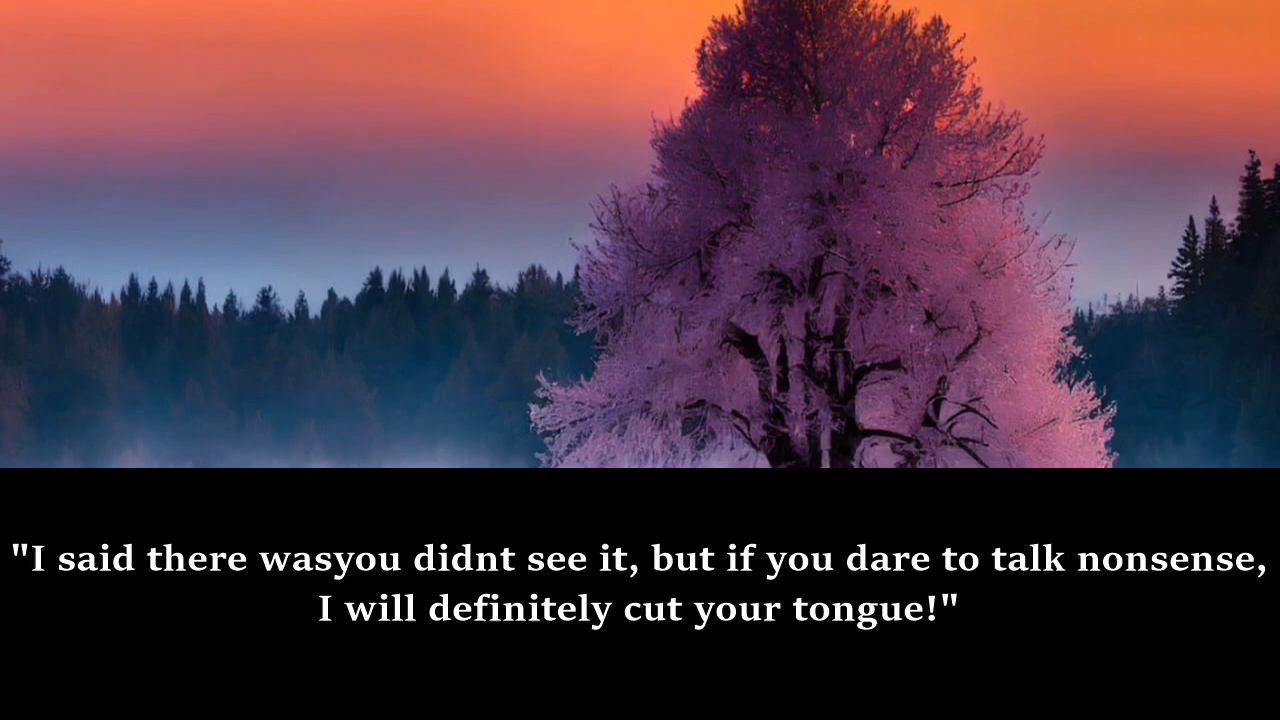 "I said there wasyou didnt see it, but if you dare to talk nonsense,
I will definitely cut your tongue!"